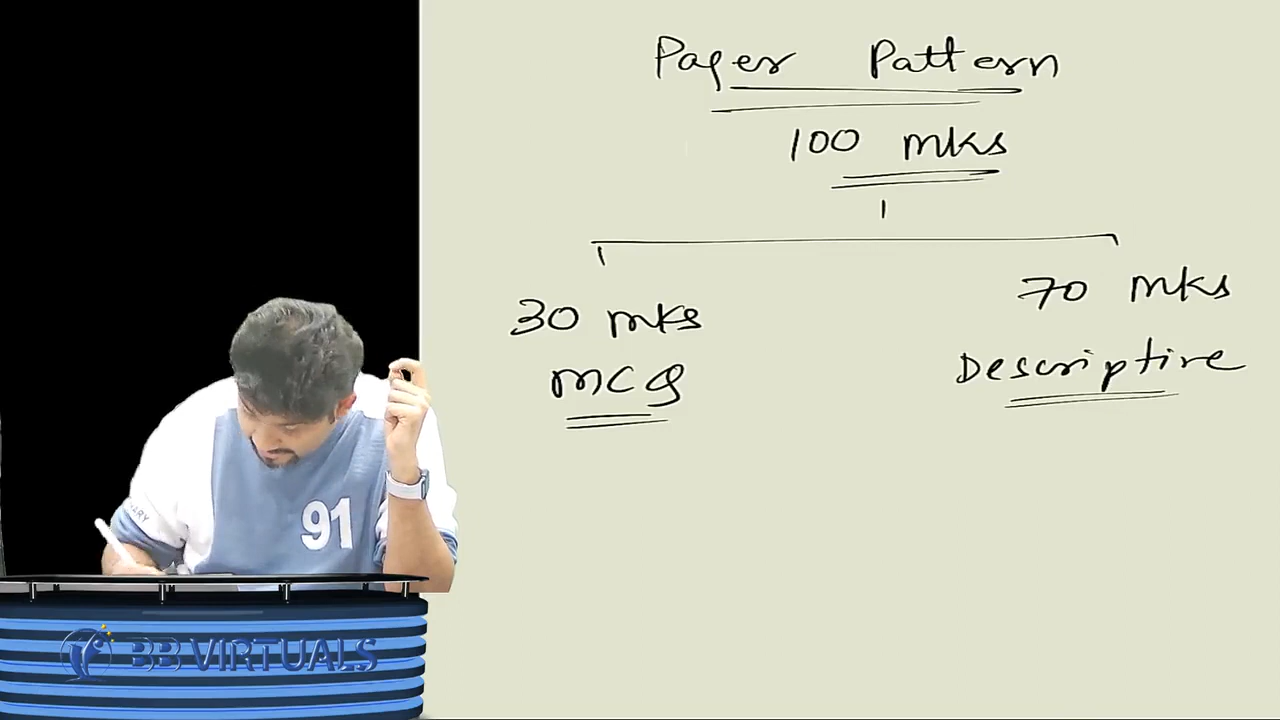 Paper Pattern
100 mks
30 mks
MCQ
70 mks
Descriptive
91
BB VIRTUALS